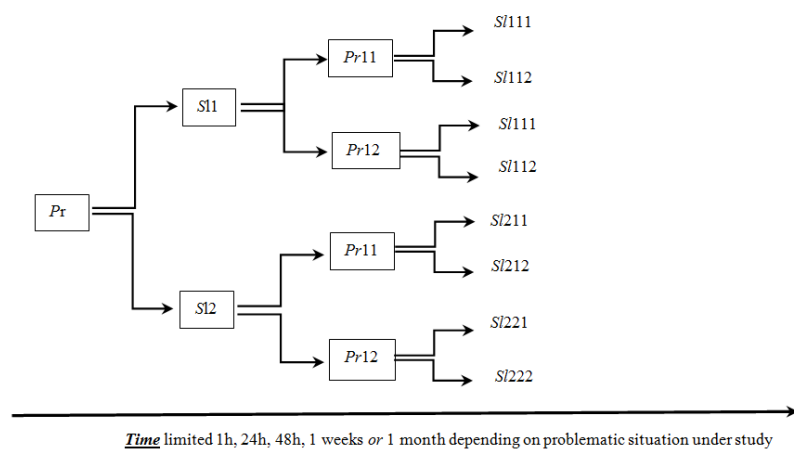 Sl111
Pr11
Sl112
Sl1
Sl111
Pr12
Sl112
Pr
Sl211
Pr11
Sl212
Sl2
Sl221
Pr12
Sl222
Time limited 1h, 24h, 48h, 1 weeks or 1 month depending on problematic situation under study